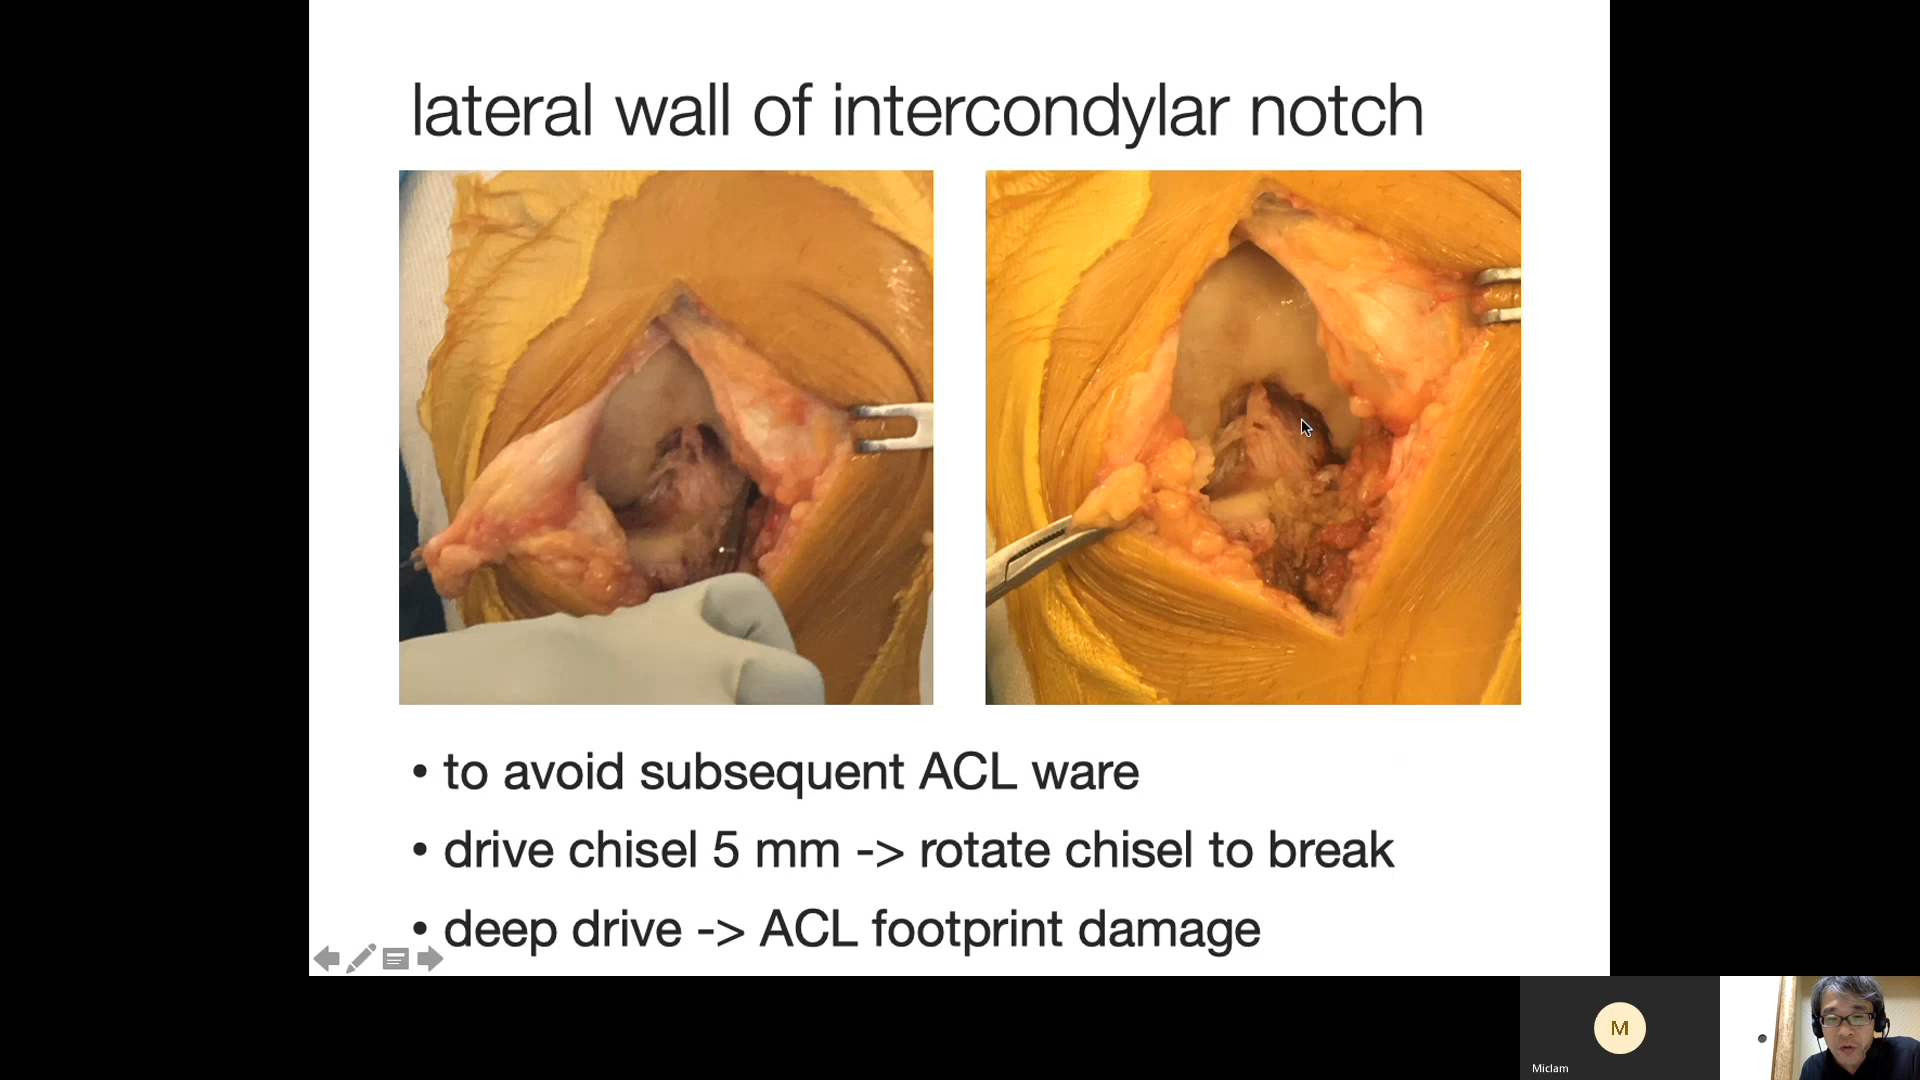 lateral wall of intercondylar notch
• to avoid subsequent ACL ware
• drive chisel 5 mm -> rotate chisel to break
• deep drive -> ACL footprint damage
M
Miclam